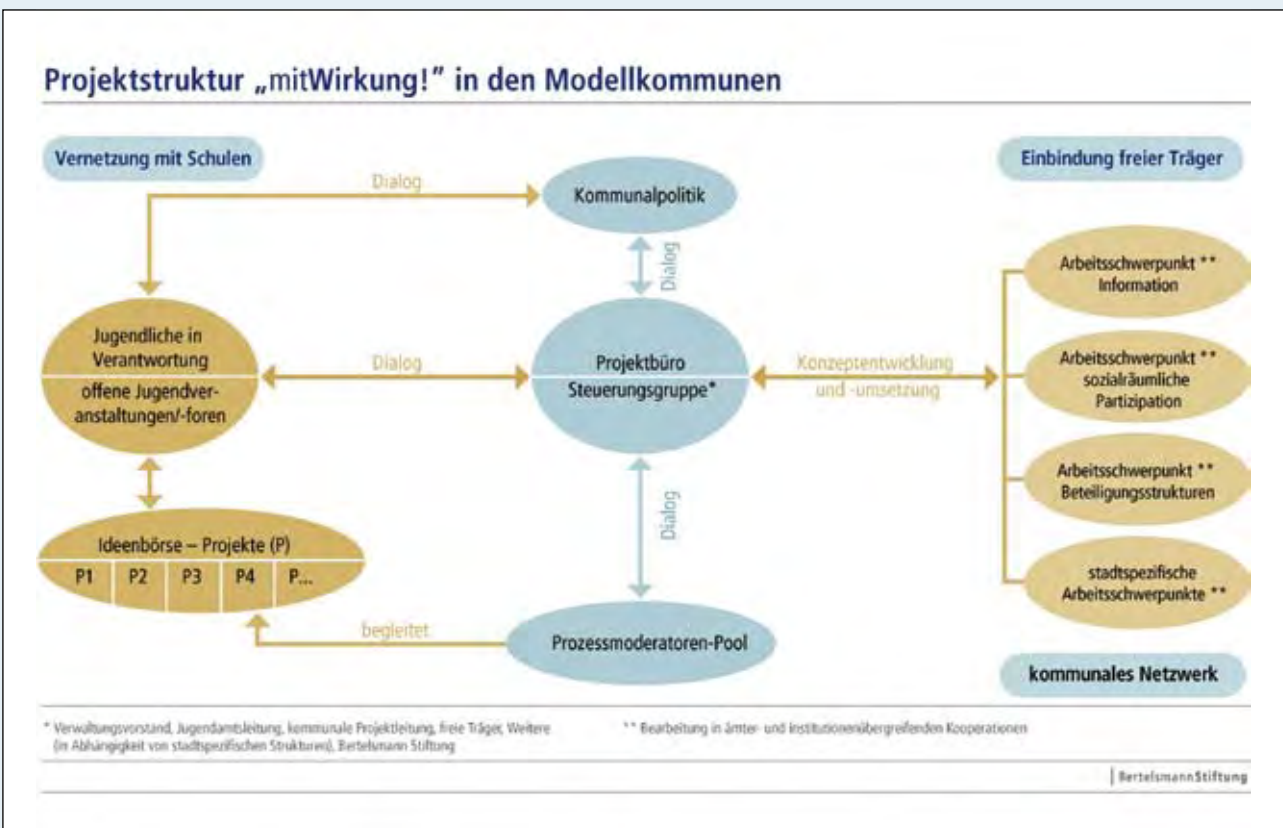 Projektstruktur „mitWirkung!” in den Modellkommunen
Vernetzung mit Schulen
Einbindung freier Träger
Dialog
Kommunalpolitik
Dialog
Jugendliche in
Verantwortung
offene Jugendver-
anstaltungen/-foren
Dialog
Projektbüro
Steuerungsgruppe*
Konzeptentwicklung
und -umsetzung
Arbeitsschwerpunkt **
Information
Arbeitsschwerpunkt **
sozialräumliche
Partizipation
Arbeitsschwerpunkt **
Beteiligungsstrukturen
stadtspezifische
Arbeitsschwerpunkte **
Dialog
Ideenbörse – Projekte (P)
P1 P2 P3 P4 P...
begleitet
Prozessmoderatoren-Pool
kommunales Netzwerk
* Verwaltungsvorstand, Jugendamtsleitung, kommunale Projektleitung, freie Träger, Weitere
(in Abhängigkeit von stadtspezifischen Strukturen), Bertelsmann Stiftung
** Bearbeitung in ämter- und institutionenübergreifenden Kooperationen
BertelsmannStiftung